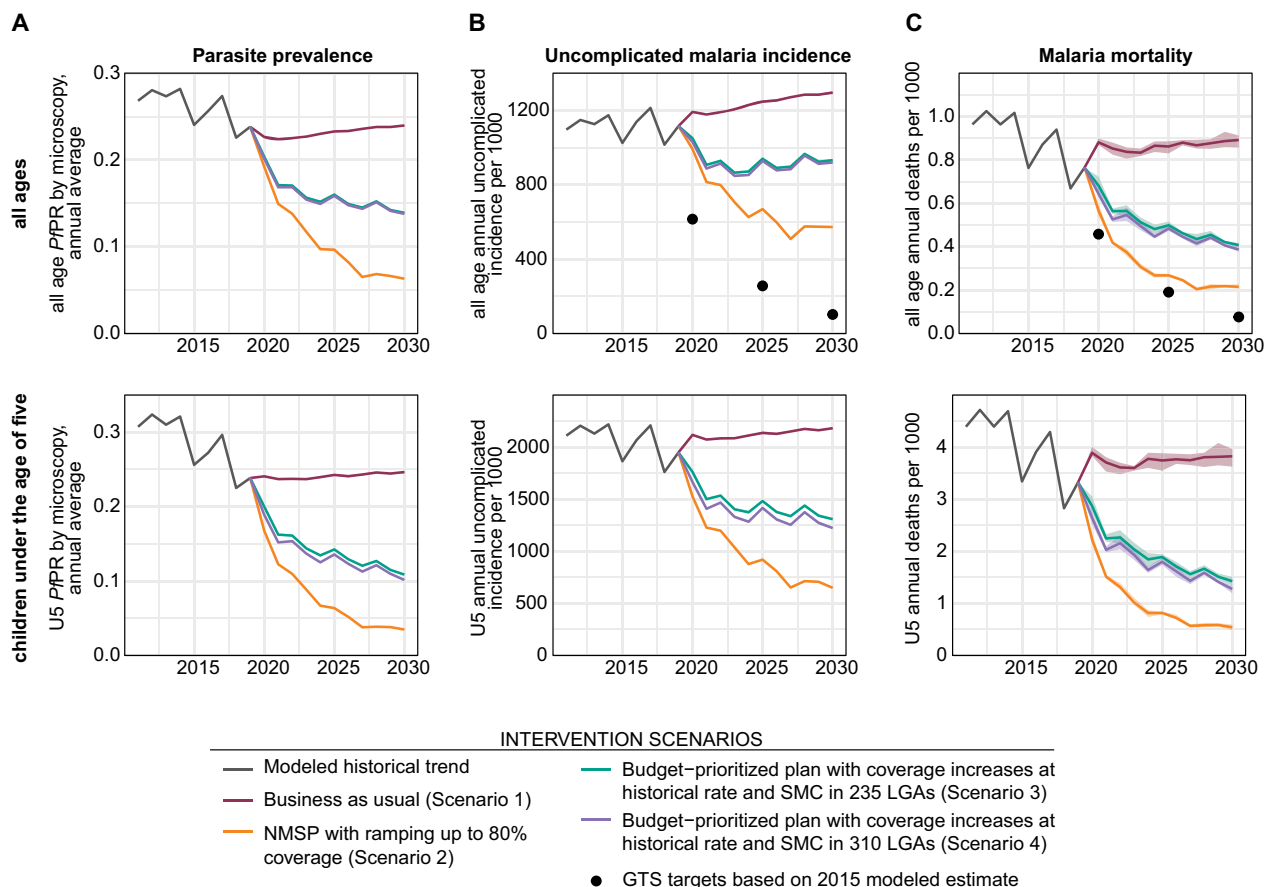 A
B
C
Parasite prevalence
Uncomplicated malaria incidence
Malaria mortality
all ages
all age PfPR by microscopy,
annual average
0.3
0.2
0.1
0.0
2015 2020 2025 2030
all age annual uncomplicated
incidence per 1000
1200
800
400
0
2015 2020 2025 2030
all age annual deaths per 1000
1.0
0.8
0.6
0.4
0.2
0.0
2015 2020 2025 2030
children under the age of five
U5 PfPR by microscopy,
annual average
0.3
0.2
0.1
0.0
2015 2020 2025 2030
U5 annual uncomplicated
incidence per 1000
2000
1500
1000
500
0
2015 2020 2025 2030
U5 annual deaths per 1000
4
3
2
1
0
2015 2020 2025 2030
INTERVENTION SCENARIOS
Modeled historical trend
Business as usual (Scenario 1)
NMSP with ramping up to 80%
coverage (Scenario 2)
Budget−prioritized plan with coverage increases at
historical rate and SMC in 235 LGAs (Scenario 3)
Budget−prioritized plan with coverage increases at
historical rate and SMC in 310 LGAs (Scenario 4)
GTS targets based on 2015 modeled estimate